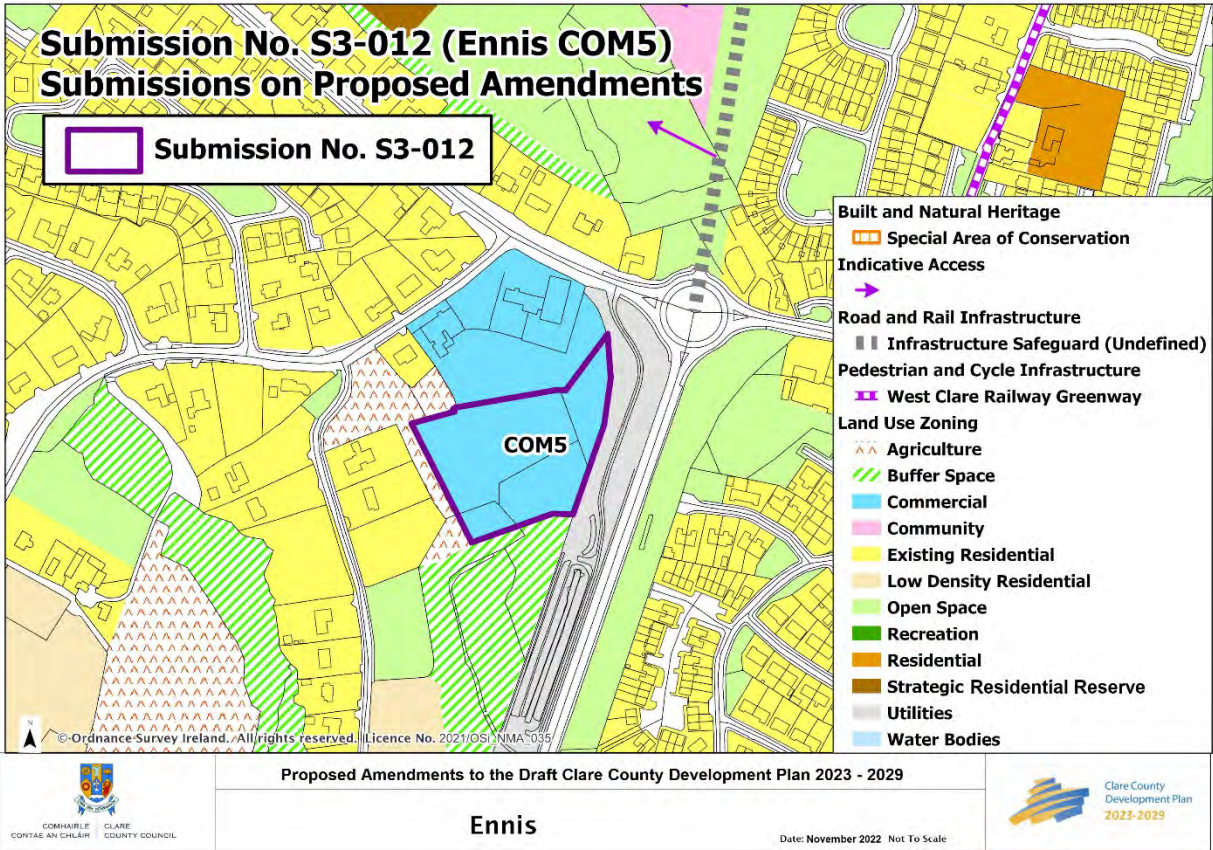 Submission No. S3-012 (Ennis COM5)
Submissions on Proposed Amendments
Submission No. S3-012
COM5
Built and Natural Heritage
Special Area of Conservation
Indicative Access
Road and Rail Infrastructure
Infrastructure Safeguard (Undefined)
Pedestrian and Cycle Infrastructure
West Clare Railway Greenway
Land Use Zoning
Agriculture
Buffer Space
Commercial
Community
Existing Residential
Low Density Residential
Open Space
Recreation
Residential
Strategic Residential Reserve
Utilities
Water Bodies
N
© Ordnance Survey Ireland. All rights reserved. Licence No. 2021/OSi_NMA_035
COMHAIRLE CONTAE AN CHLÁIR
CLARE COUNTY COUNCIL
Proposed Amendments to the Draft Clare County Development Plan 2023 - 2029
Ennis
Date: November 2022 Not To Scale
Clare County
Development Plan
2023-2029